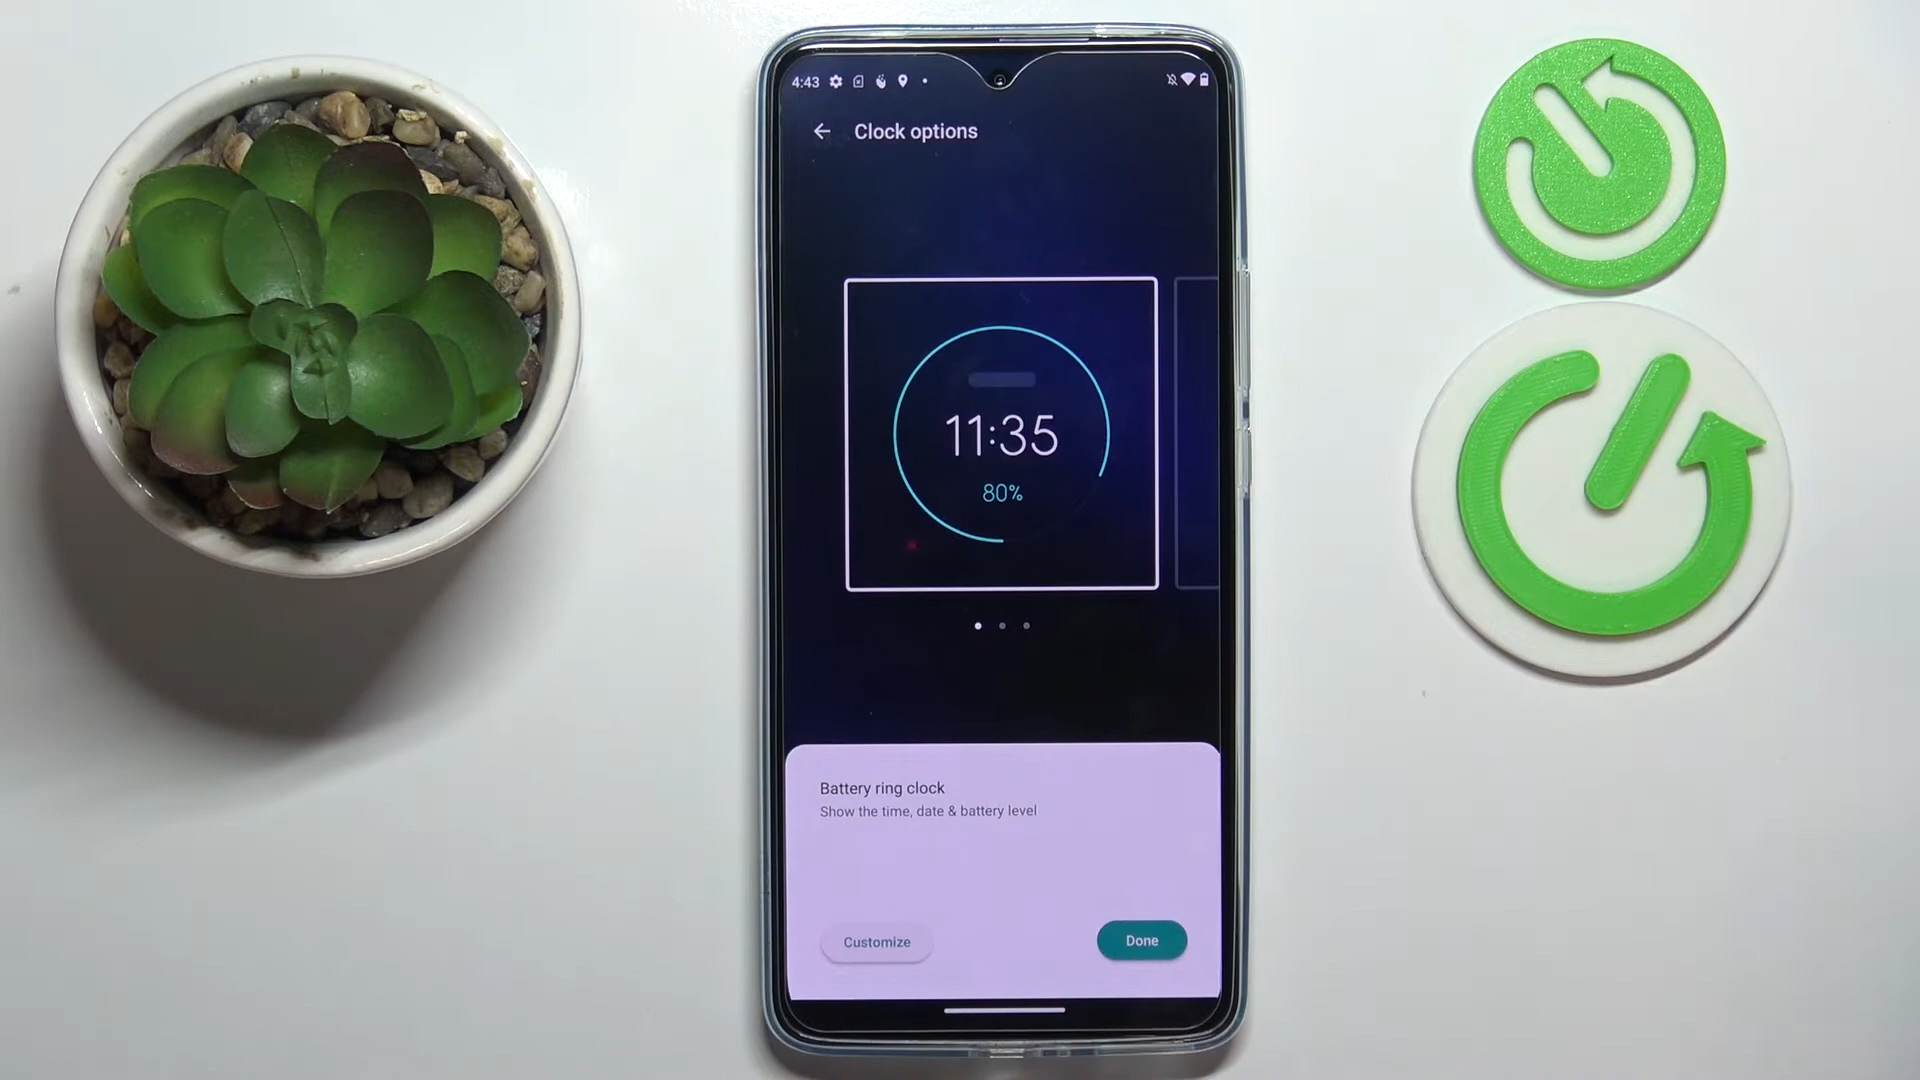 4:43
Clock options
11:35
80%
Battery ring clock
Show the time, date & battery level
Customize
Done